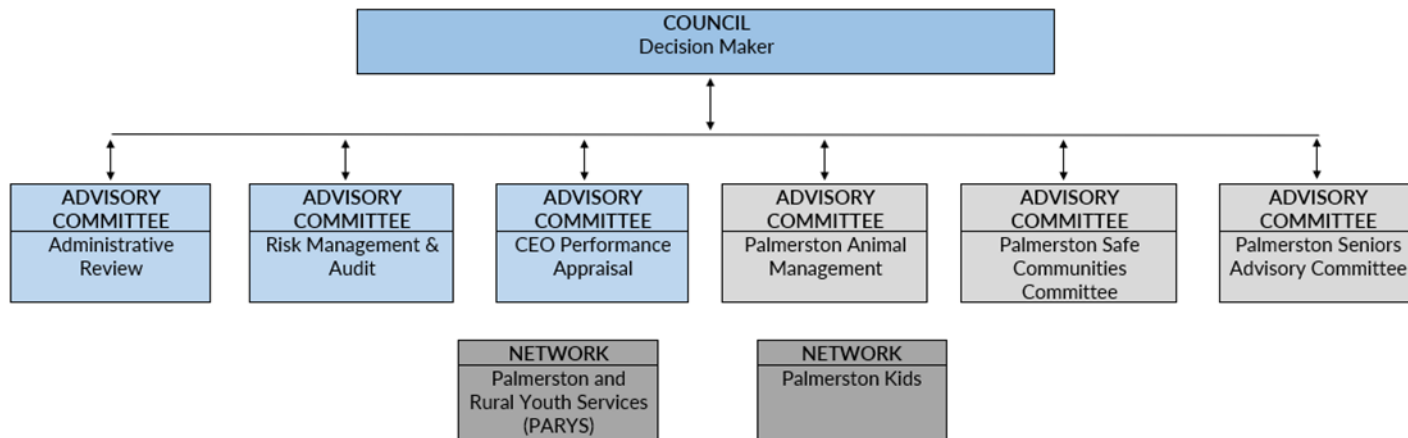 COUNCIL
Decision Maker
ADVISORY
COMMITTEE
Administrative
Review
ADVISORY
COMMITTEE
Risk Management &
Audit
ADVISORY
COMMITTEE
CEO Performance
Appraisal
ADVISORY
COMMITTEE
Palmerston Animal
Management
ADVISORY
COMMITTEE
Palmerston Safe
Communities
Committee
ADVISORY
COMMITTEE
Palmerston Seniors
Advisory Committee
NETWORK
Palmerston and
Rural Youth Services
(PARYS)
NETWORK
Palmerston Kids